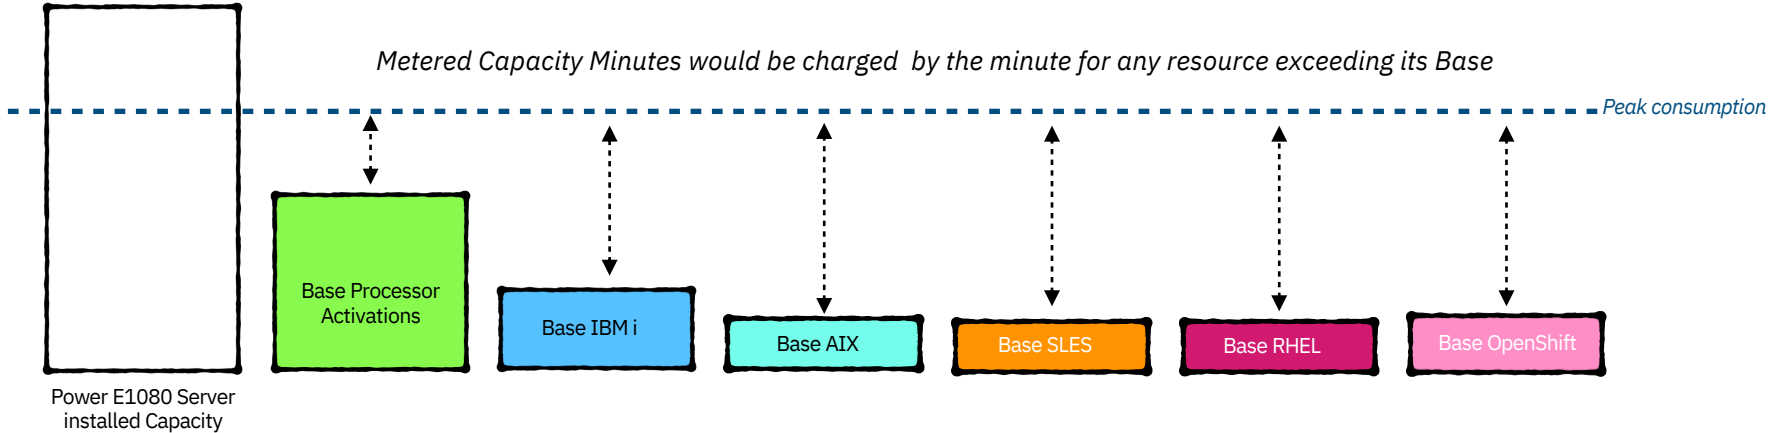 Metered Capacity Minutes would be charged  by the minute for any resource exceeding its Base
Peak consumption
Base Processor
Activations
Base IBM i
Base AIX
Base SLES
Base RHEL
Base OpenShift
Power E1080 Server
installed Capacity